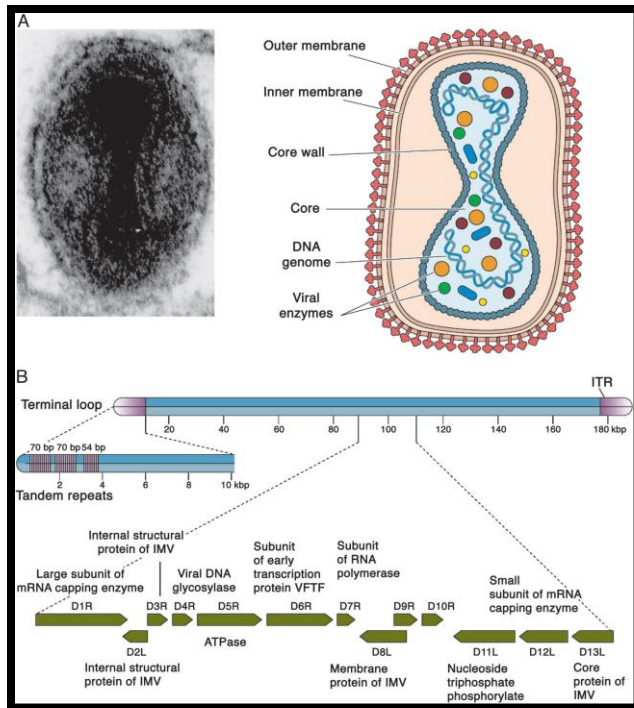 A
Outer membrane
Inner membrane
Core wall
Core
DNA
genome
Viral
enzymes
B
ITR
Terminal loop
20 40 60 80 100 120 140 160 180 kbp
70 bp 70 bp 54 bp
2 4 6 8 10 kbp
Tandem repeats
Internal structural
protein of IMV
Large subunit of
mRNA capping enzyme
Viral DNA
glycosylase
Subunit
of early
transcription
protein VFTF
Subunit
of RNA
polymerase
Small
subunit of mRNA
capping enzyme
D1R D3R D4R D5R D6R D7R D9R D10R
ATPase
D2L D8L D11L D12L D13L
Internal structural
protein of IMV
Membrane
protein of IMV
Nucleoside
triphosphate
phosphorylate
Core
protein of
IMV